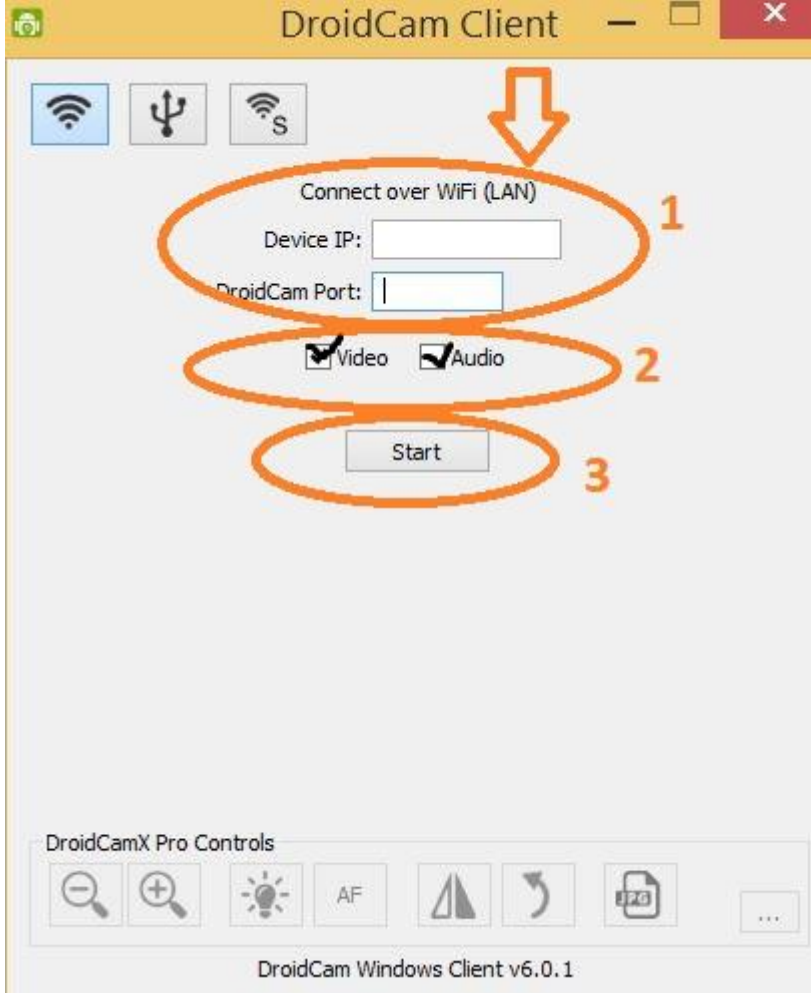 DroidCam Client
S
Connect over WiFi (LAN)
1
Device IP:
DroidCam Port:
Video Audio
2
Start
3
DroidCamX Pro Controls
AF
JPG
...
DroidCam Windows Client v6.0.1